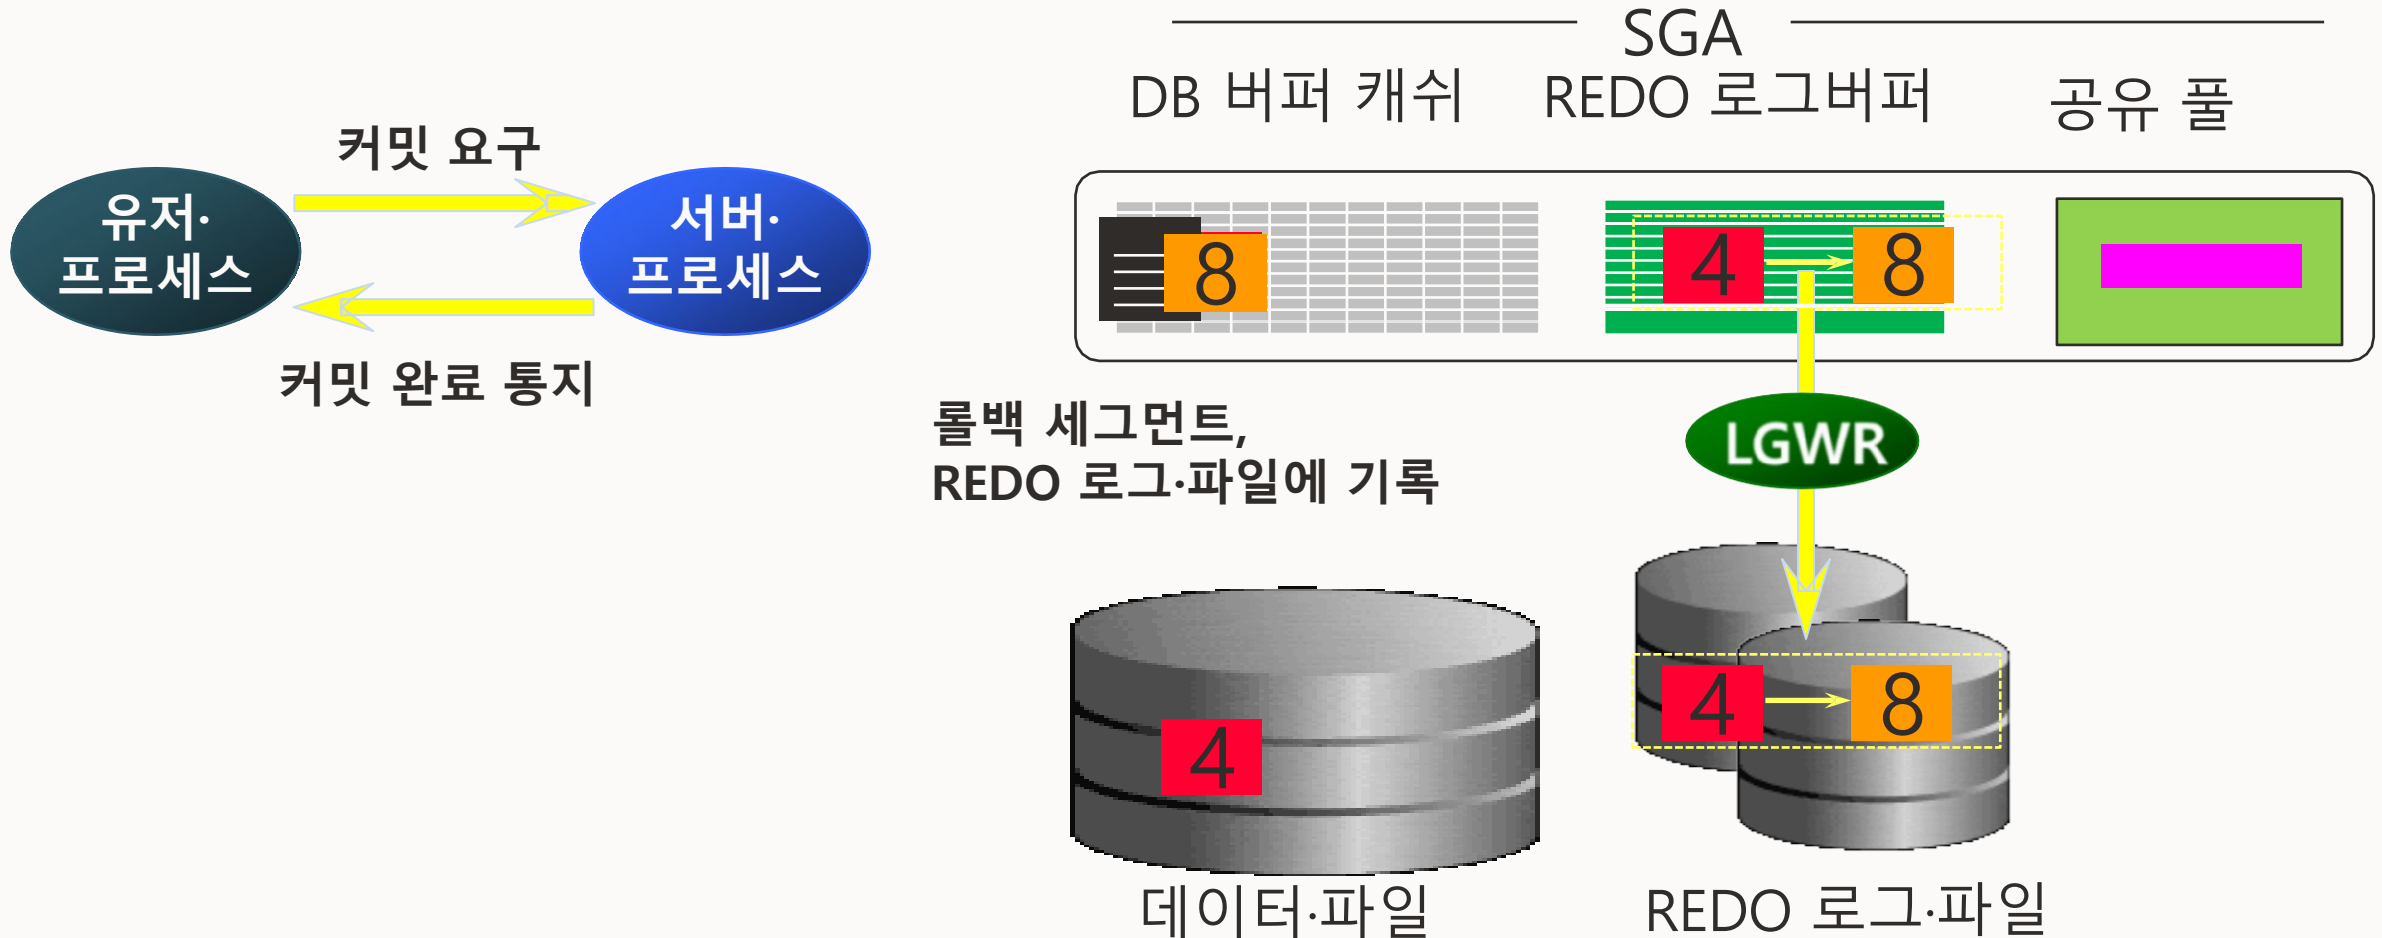 SGA
DB 버퍼 캐쉬
REDO 로그버퍼
공유 풀
커밋 요구
유저·
프로세스
서버·
프로세스
커밋 완료 통지
8
4
8
LGWR
롤백 세그먼트,
REDO 로그·파일에 기록
4
4
8
데이터·파일
REDO 로그·파일